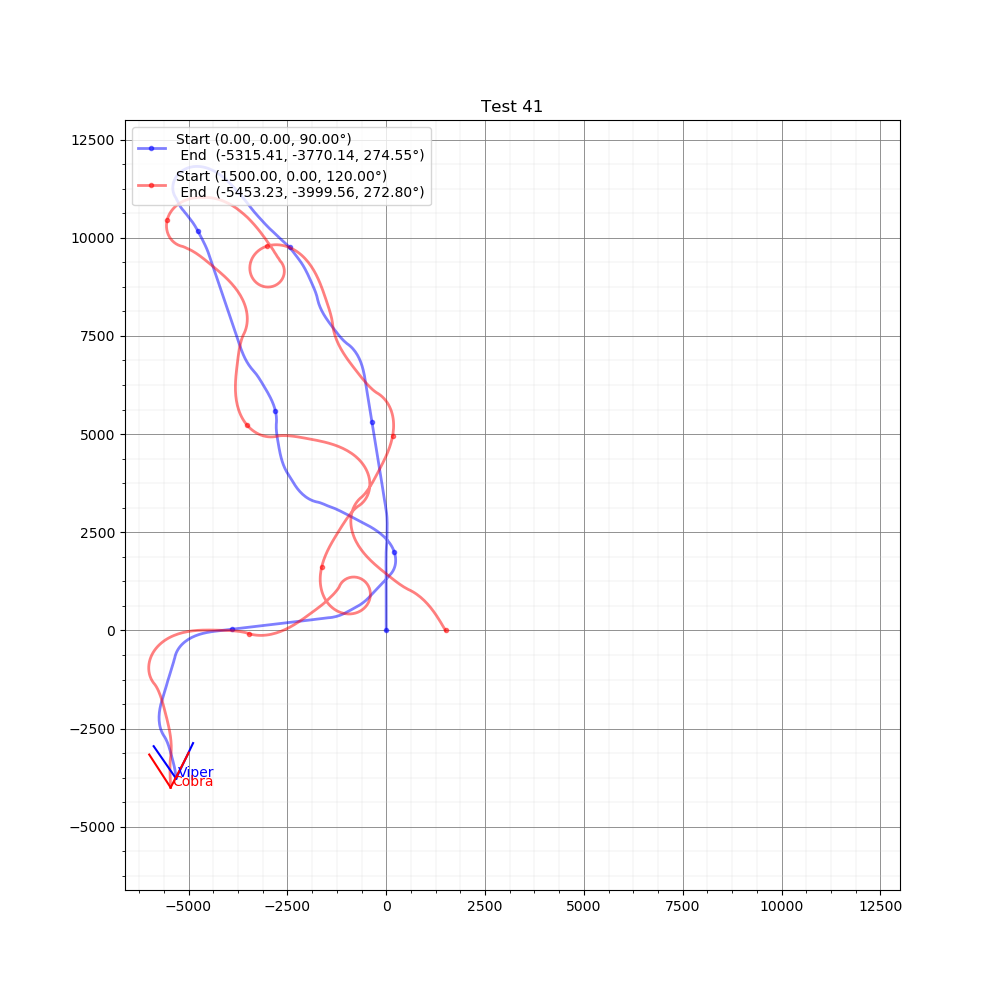 Test 41
Start (0.00, 0.00, 90.00°)
End (-5315.41, -3770.14, 274.55°)
Start (1500.00, 0.00, 120.00°)
End (-5453.23, -3999.56, 272.80°)
12500
10000
7500
5000
2500
0
−2500
−5000
Viper
Cobra
−5000 −2500 0 2500 5000 7500 10000 12500